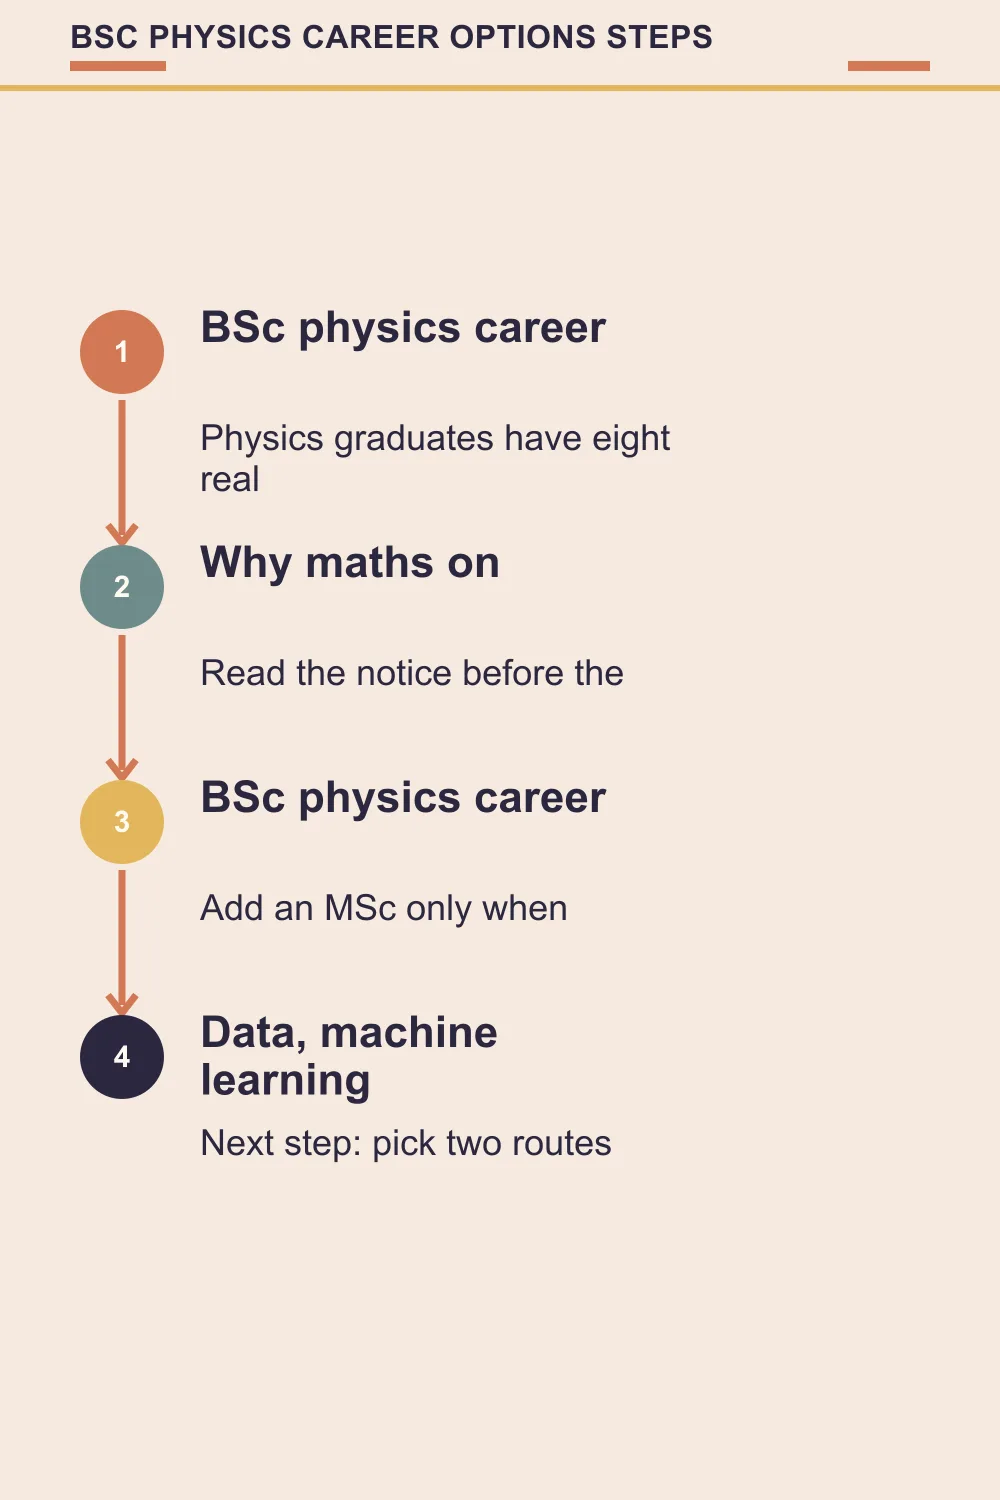 BSC PHYSICS CAREER OPTIONS STEPS
1
BSc physics career
Physics graduates have eight
real
2
Why maths on
Read the notice before the
3
BSc physics career
Add an MSc only when
4
Data, machine
learning
Next step: pick two routes